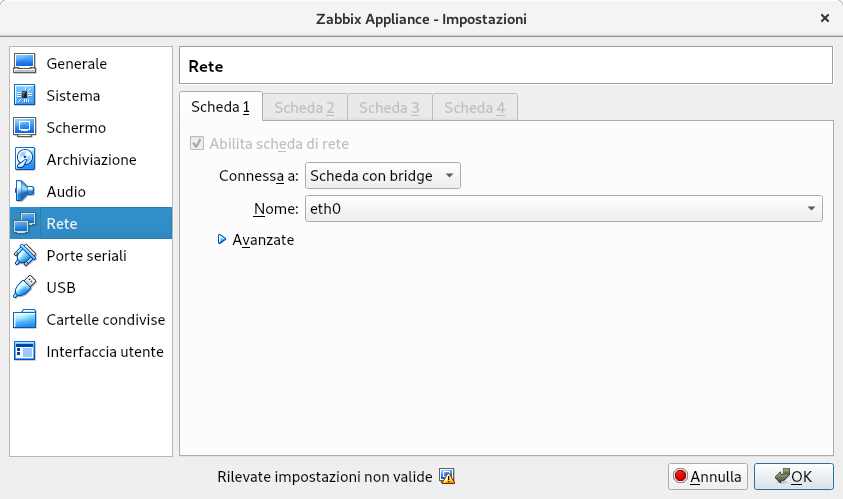 Zabbix Appliance - Impostazioni
Generale
Sistema
Schermo
Archiviazione
Audio
Rete
Porte seriali
USB
Cartelle condivise
Interfaccia utente
Rete
Scheda 1 Scheda 2 Scheda 3 Scheda 4
Abilita scheda di rete
Connessa a: Scheda con bridge
Nome: eth0
Avanzate
Rilevate impostazioni non valide
Annulla OK